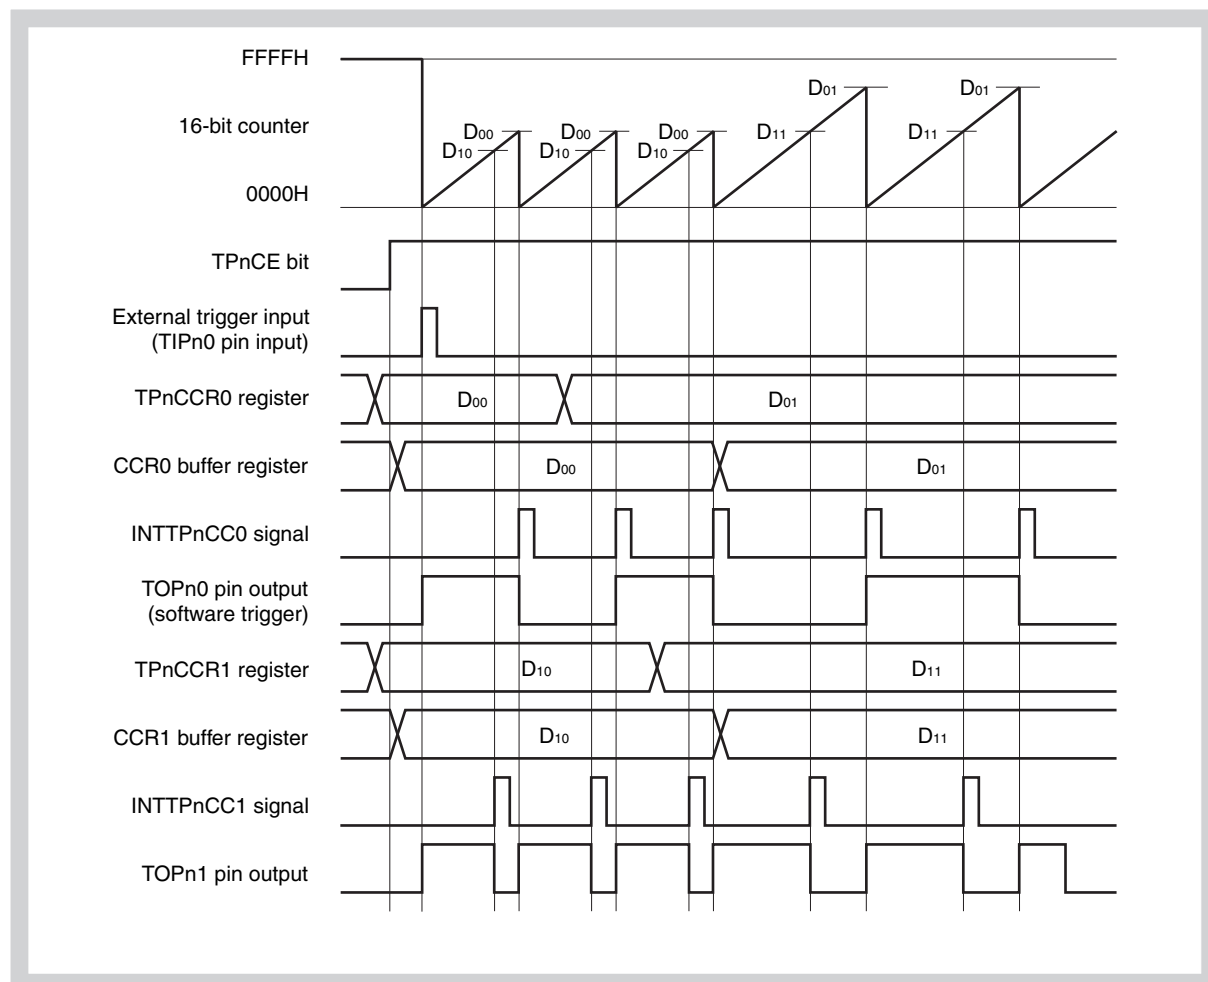 FFFFH
D01
D01
16-bit counter
D00
D00
D00
D11
D11
D10
D10
D10
0000H
TPnCE bit
External trigger input
(TIPn0 pin input)
TPnCCR0 register
D00
D01
CCR0 buffer register
D00
D01
INTTPnCC0 signal
TOPn0 pin output
(software trigger)
TPnCCR1 register
D10
D11
CCR1 buffer register
D10
D11
INTTPnCC1 signal
TOPn1 pin output